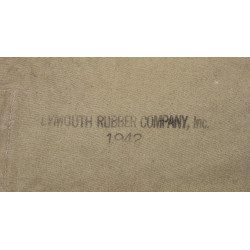 LYMOUTH RUBBER COMPANY, Inc.
1942